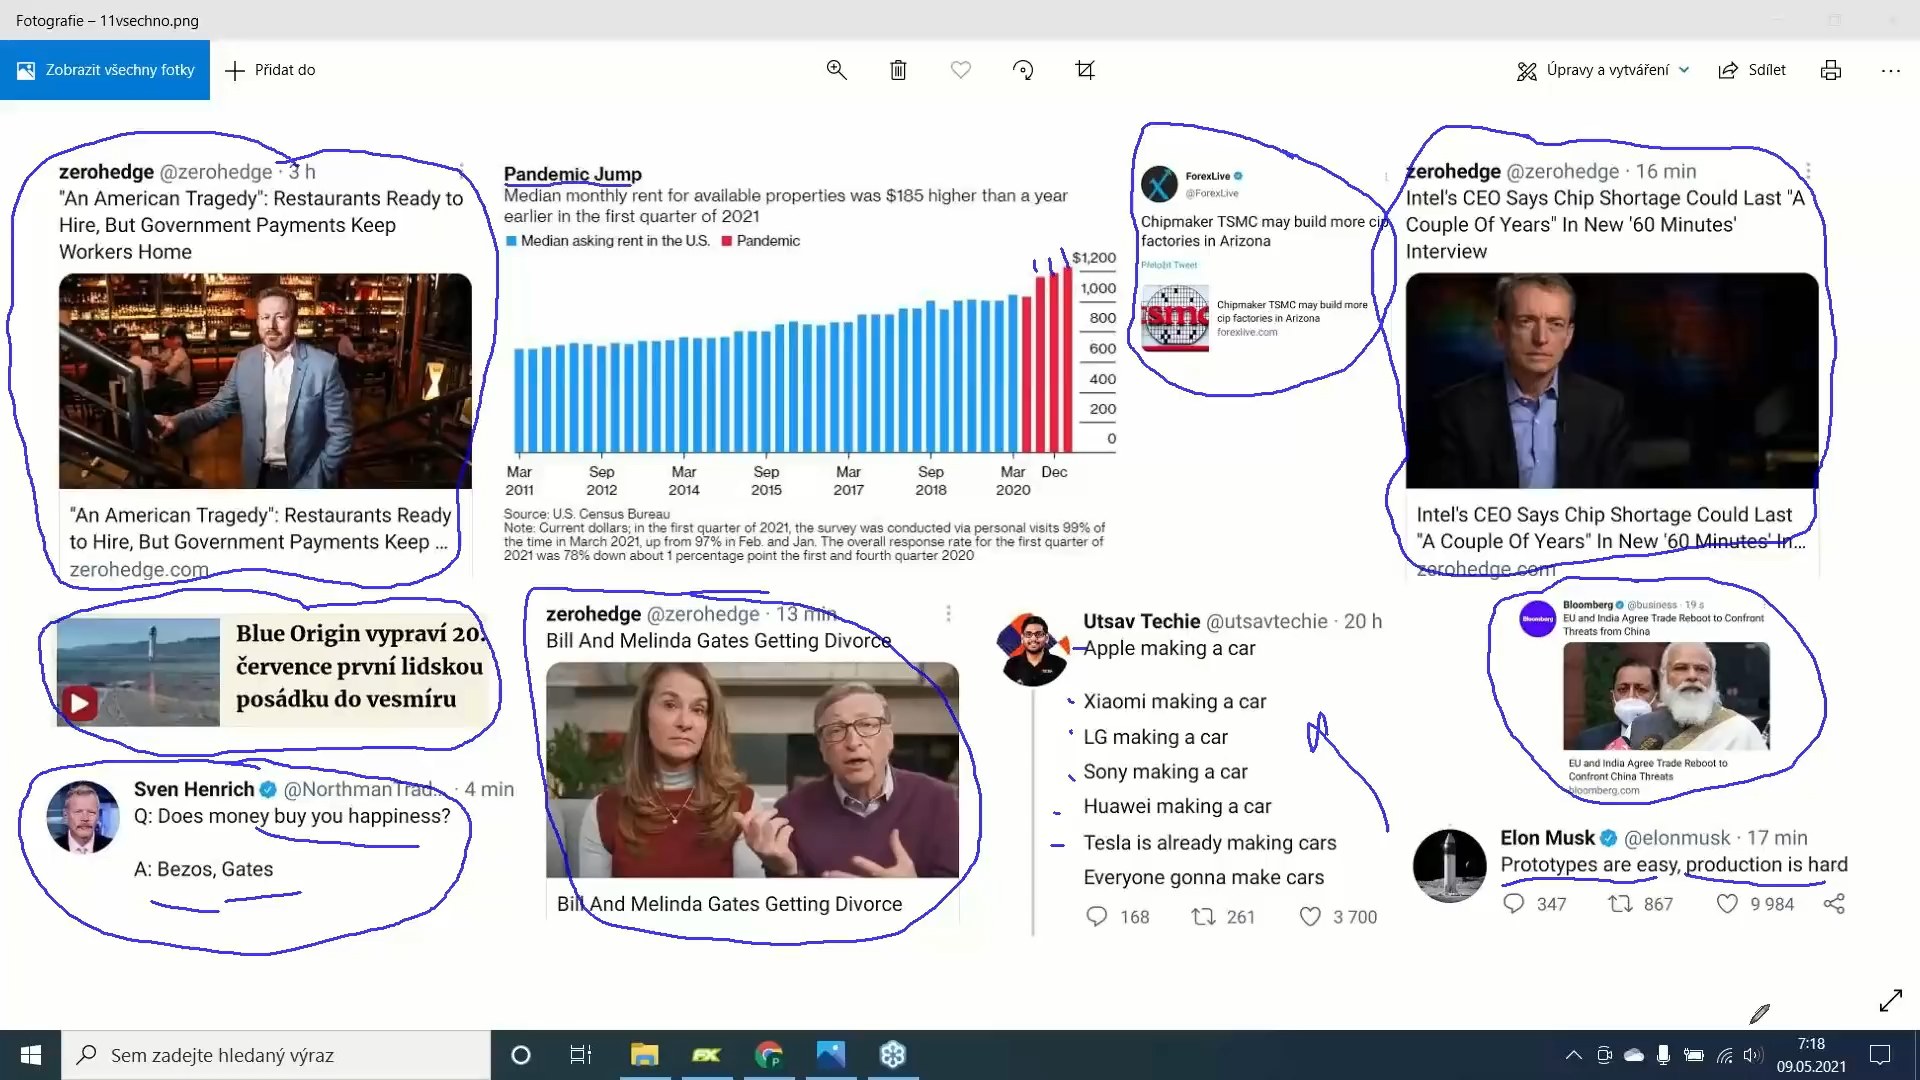 Fotografie – 11vsechno.png
Zobrazit všechny fotky
Přidat do
Úpravy a vytváření
Sdílet
zerohedge @zerohedge · 3 h
"An American Tragedy": Restaurants Ready to
Hire, But Government Payments Keep
Workers Home
"An American Tragedy": Restaurants Ready
to Hire, But Government Payments Keep ...
zerohedge.com
Pandemic Jump
Median monthly rent for available properties was $185 higher than a year
earlier in the first quarter of 2021
Median asking rent in the U.S. Pandemic
$1,200
1,000
800
600
400
200
0
Mar Sep Mar Sep Mar Sep Mar Dec
2011 2012 2014 2015 2017 2018 2020
Source: U.S. Census Bureau
Note: Current dollars; in the first quarter of 2021, the survey was conducted via personal visits 99% of
the time in March 2021, up from 97% in Feb. and Jan. The overall response rate for the first quarter of
2021 was 78% down about 1 percentage point the first and fourth quarter 2020
ForexLive
@ForexLive
Chipmaker TSMC may build more cip
factories in Arizona
Přeložit Tweet
tsmc
Chipmaker TSMC may build more
cip factories in Arizona
forexlive.com
zerohedge @zerohedge · 16 min
Intel's CEO Says Chip Shortage Could Last "A
Couple Of Years" In New '60 Minutes'
Interview
Intel's CEO Says Chip Shortage Could Last
"A Couple Of Years" In New '60 Minutes' In...
zerohedge.com
Blue Origin vypraví 20.
července první lidskou
posádku do vesmíru
Sven Henrich @NorthmanTrad... · 4 min
Q: Does money buy you happiness?
A: Bezos, Gates
zerohedge @zerohedge · 13 min
Bill And Melinda Gates Getting Divorce
Bill And Melinda Gates Getting Divorce
Utsav Techie @utsavtechie · 20 h
Apple making a car
Xiaomi making a car
LG making a car
Sony making a car
Huawei making a car
Tesla is already making cars
Everyone gonna make cars
168 261 3 700
Bloomberg @business · 19 s
EU and India Agree Trade Reboot to Confront
Threats from China
Bloomberg
EU and India Agree Trade Reboot to
Confront China Threats
bloomberg.com
Elon Musk @elonmusk · 17 min
Prototypes are easy, production is hard
347 867 9 984
Sem zadejte hledaný výraz
FX
P
7:18
09.05.2021